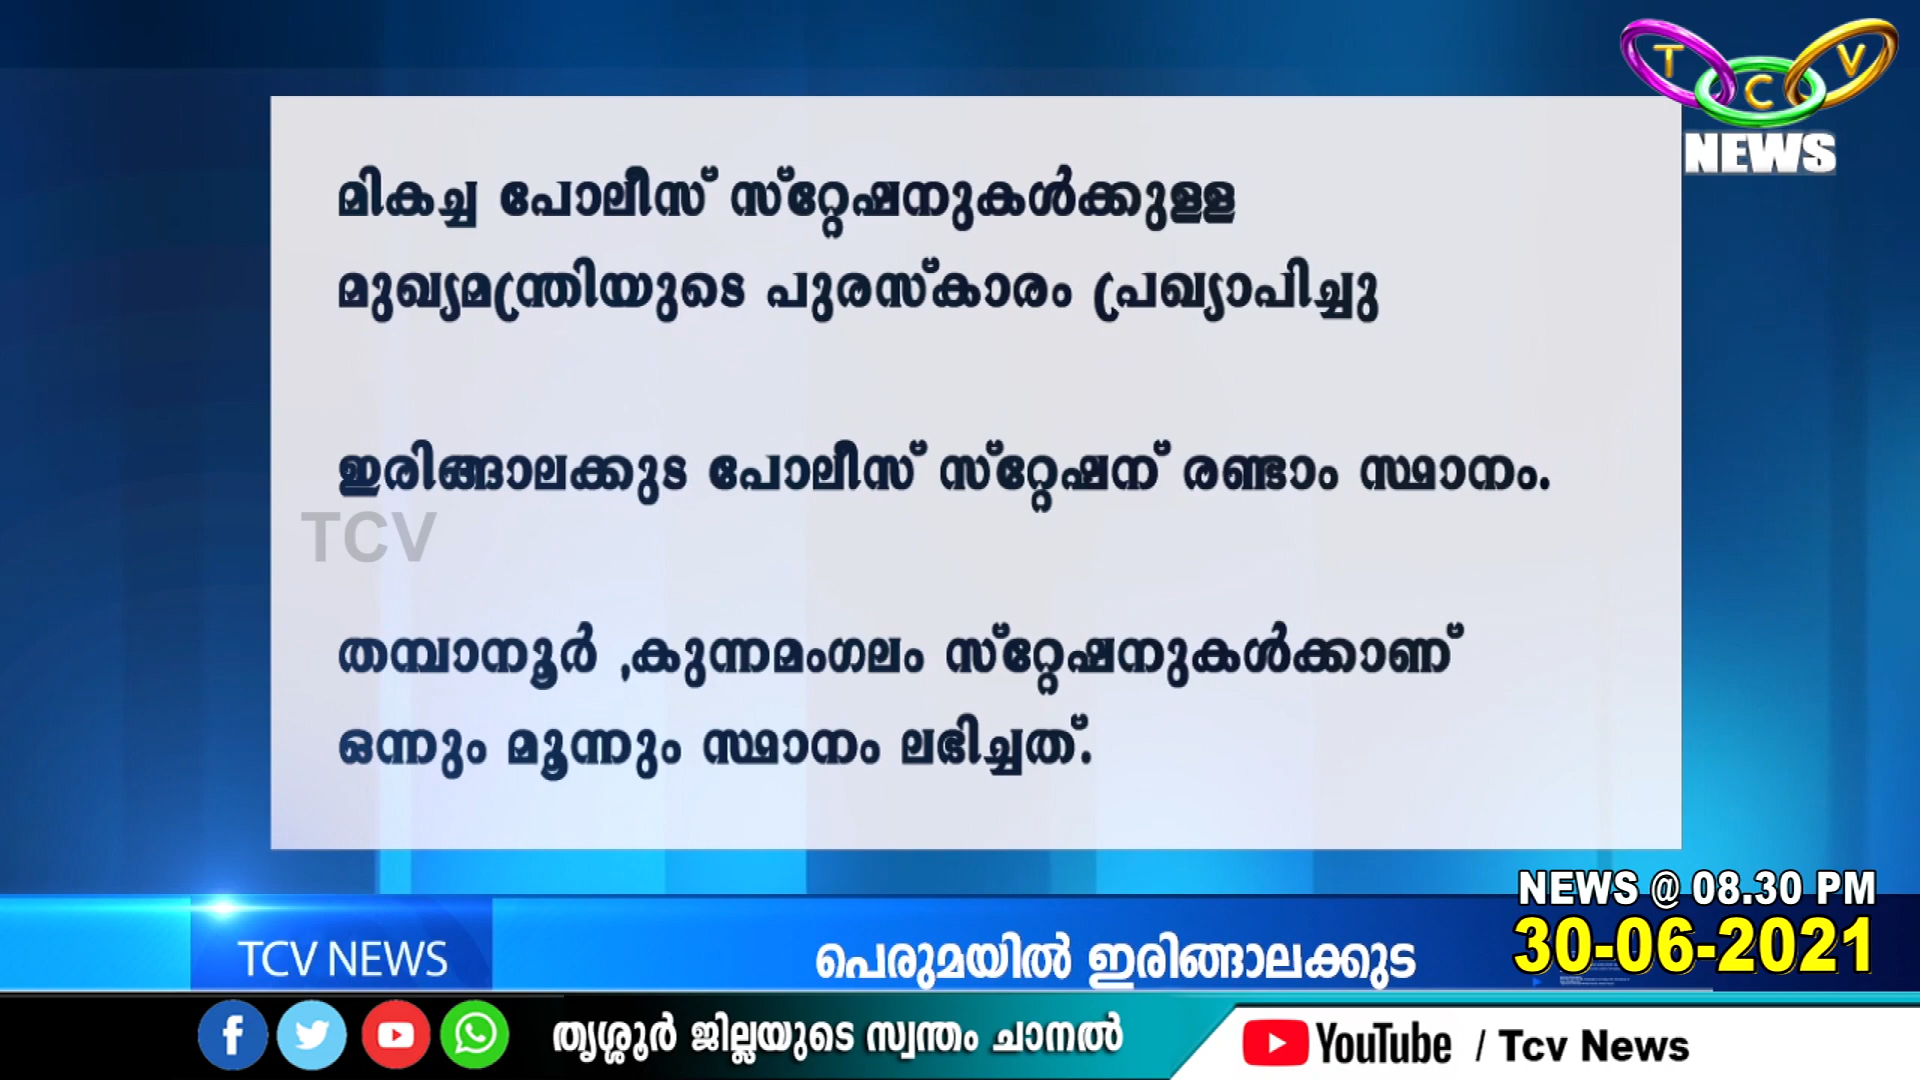 T C V
NEWS
മികച്ച പോലീസ് സ്റ്റേഷനുകൾക്കുള്ള
മുഖ്യമന്ത്രിയുടെ പുരസ്കാരം പ്രഖ്യാപിച്ചു
ഇരിങ്ങാലക്കുട പോലീസ് സ്റ്റേഷന് രണ്ടാം സ്ഥാനം.
TCV
തമ്പാനൂർ ,കുന്നമംഗലം സ്റ്റേഷനുകൾക്കാണ്
ഒന്നും മൂന്നും സ്ഥാനം ലഭിച്ചത്.
NEWS @ 08.30 PM
30-06-2021
TCV NEWS
പെരുമയിൽ ഇരിങ്ങാലക്കുട
തൃശ്ശൂർ ജില്ലയുടെ സ്വന്തം ചാനൽ
YouTube / Tcv News